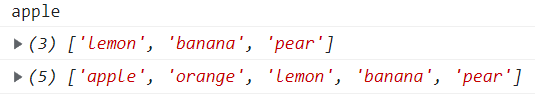 apple
(3) ['lemon', 'banana', 'pear']
(5) ['apple', 'orange', 'lemon', 'banana', 'pear']